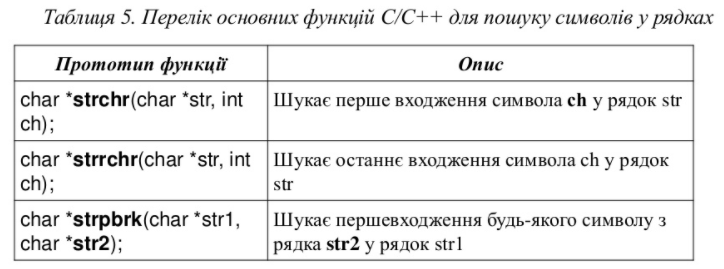 Таблиця 5. Перелік основних функцій C/C++ для пошуку символів у рядках
Прототип функції
Опис
char *strchr(char *str, int
ch);
Шукає перше входження символа ch у рядок str
char *strrchr(char *str, int
ch);
Шукає останнє входження символа ch у рядок
str
char *strpbrk(char *str1,
char *str2);
Шукає першевходження будь-якого символу з
рядка str2 у рядок str1